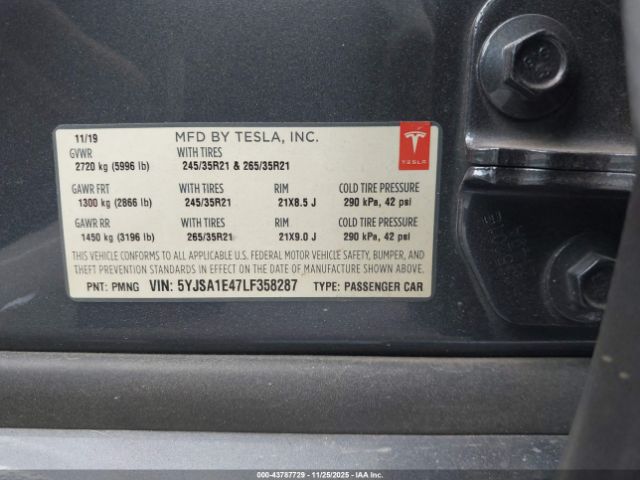 11/19 MFD BY TESLA, INC.
GVWR WITH TIRES
2720 kg (5996 lb) 245/35R21 & 265/35R21
TESLA
GAWR FRT WITH TIRES RIM COLD TIRE PRESSURE
1300 kg (2866 lb) 245/35R21 21X8.5 J 290 kPa, 42 psi
GAWR RR WITH TIRES RIM COLD TIRE PRESSURE
1450 kg (3196 lb) 265/35R21 21X9.0 J 290 kPa, 42 psi
THIS VEHICLE CONFORMS TO ALL APPLICABLE U.S. FEDERAL MOTOR VEHICLE SAFETY, BUMPER, AND
THEFT PREVENTION STANDARDS IN EFFECT ON THE DATE OF MANUFACTURE SHOWN ABOVE.
PNT: PMNG VIN: 5YJSA1E47LF358287 TYPE: PASSENGER CAR
000-43787729 - 11/25/2025 - IAA Inc.